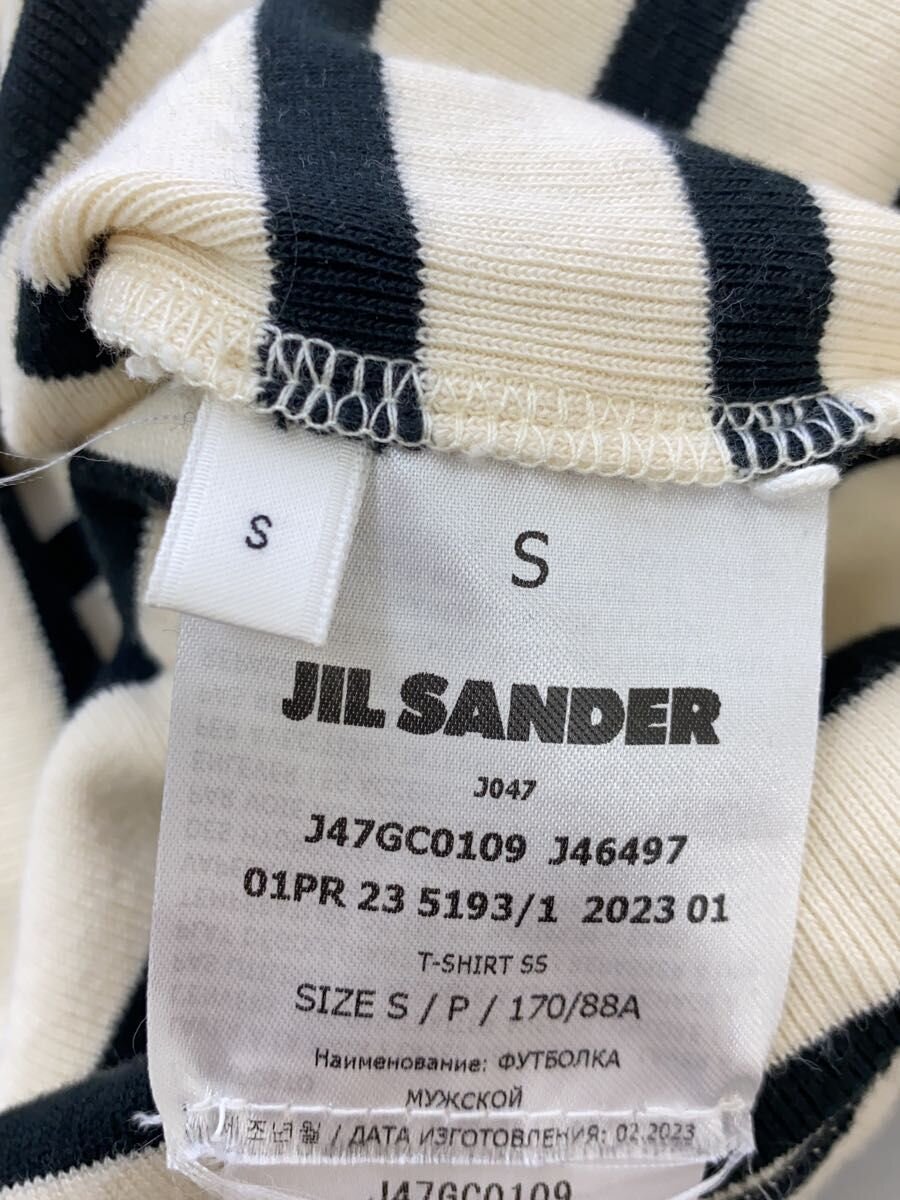 S
S
JIL SANDER
J047
J47GC0109 J46497
01PR 23 5193/1 2023 01
T-SHIRT SS
SIZE S / P / 170/88A
Наименование: ФУТБОЛКА
МУЖСКОЙ
/ ДАТА ИЗГОТОВЛЕНИЯ: 02.2023
J47GC0109